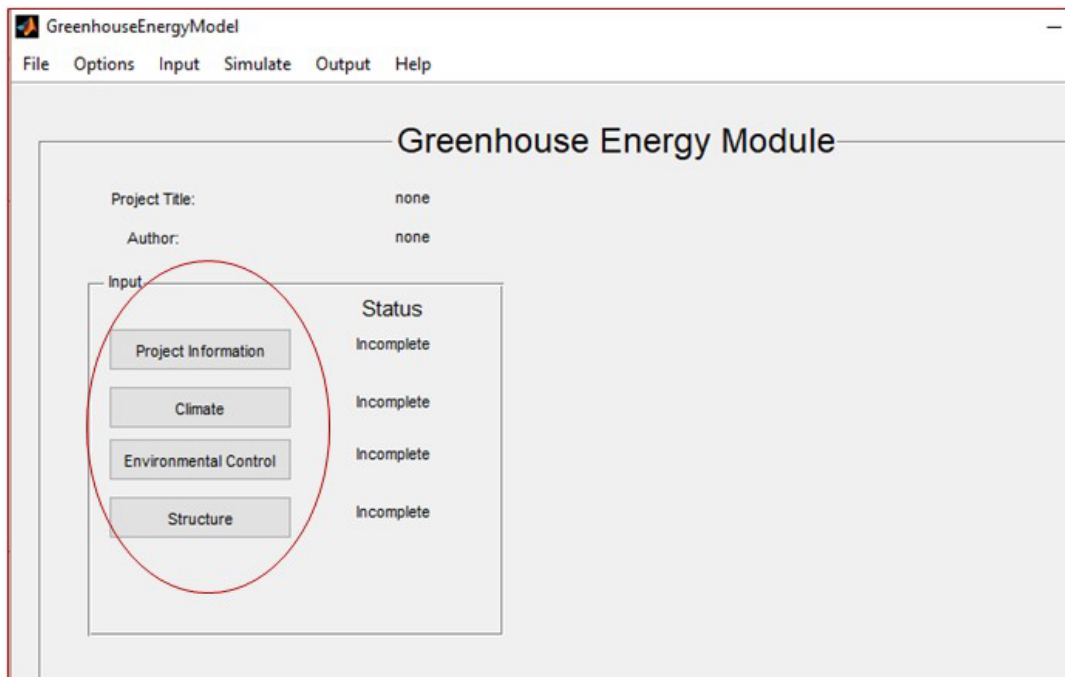 GreenhouseEnergyModel
File Options Input Simulate Output Help
Greenhouse Energy Module
Project Title: none
Author: none
Input
Status
Project Information Incomplete
Climate Incomplete
Environmental Control Incomplete
Structure Incomplete